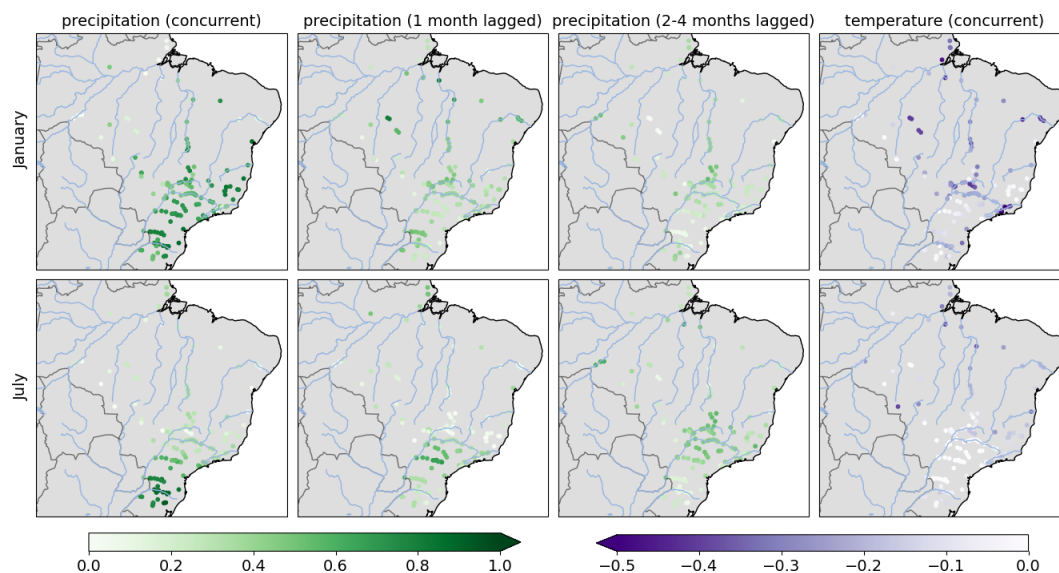 precipitation (concurrent) precipitation (1 month lagged) precipitation (2-4 months lagged) temperature (concurrent)
January
July
0.0 0.2 0.4 0.6 0.8 1.0 −0.5 −0.4 −0.3 −0.2 −0.1 0.0